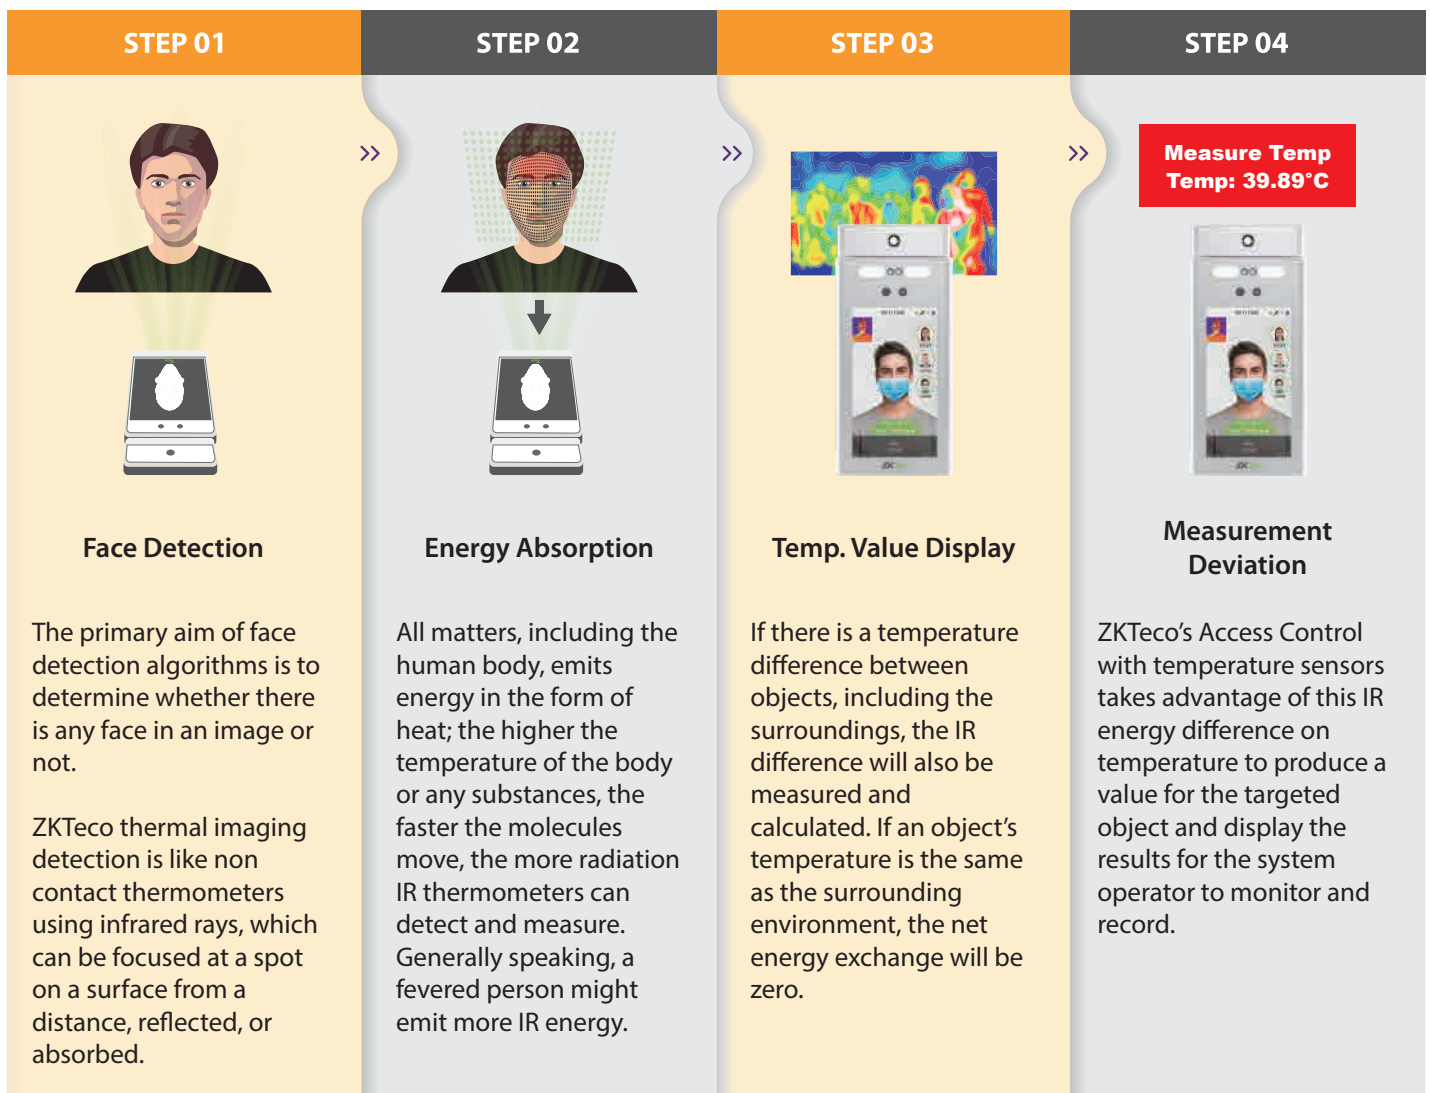 STEP 01
STEP 02
STEP 03
STEP 04
Measure Temp
Temp: 39.89°C
Face Detection
The primary aim of face
detection algorithms is to
determine whether there
is any face in an image or
not.
ZKTeco thermal imaging
detection is like non
contact thermometers
using infrared rays, which
can be focused at a spot
on a surface from a
distance, reflected, or
absorbed.
Energy Absorption
All matters, including the
human body, emits
energy in the form of
heat; the higher the
temperature of the body
or any substances, the
faster the molecules
move, the more radiation
IR thermometers can
detect and measure.
Generally speaking, a
fevered person might
emit more IR energy.
Temp. Value Display
If there is a temperature
difference between
objects, including the
surroundings, the IR
difference will also be
measured and
calculated. If an object's
temperature is the same
as the surrounding
environment, the net
energy exchange will be
zero.
Measurement
Deviation
ZKTeco's Access Control
with temperature sensors
takes advantage of this IR
energy difference on
temperature to produce a
value for the targeted
object and display the
results for the system
operator to monitor and
record.